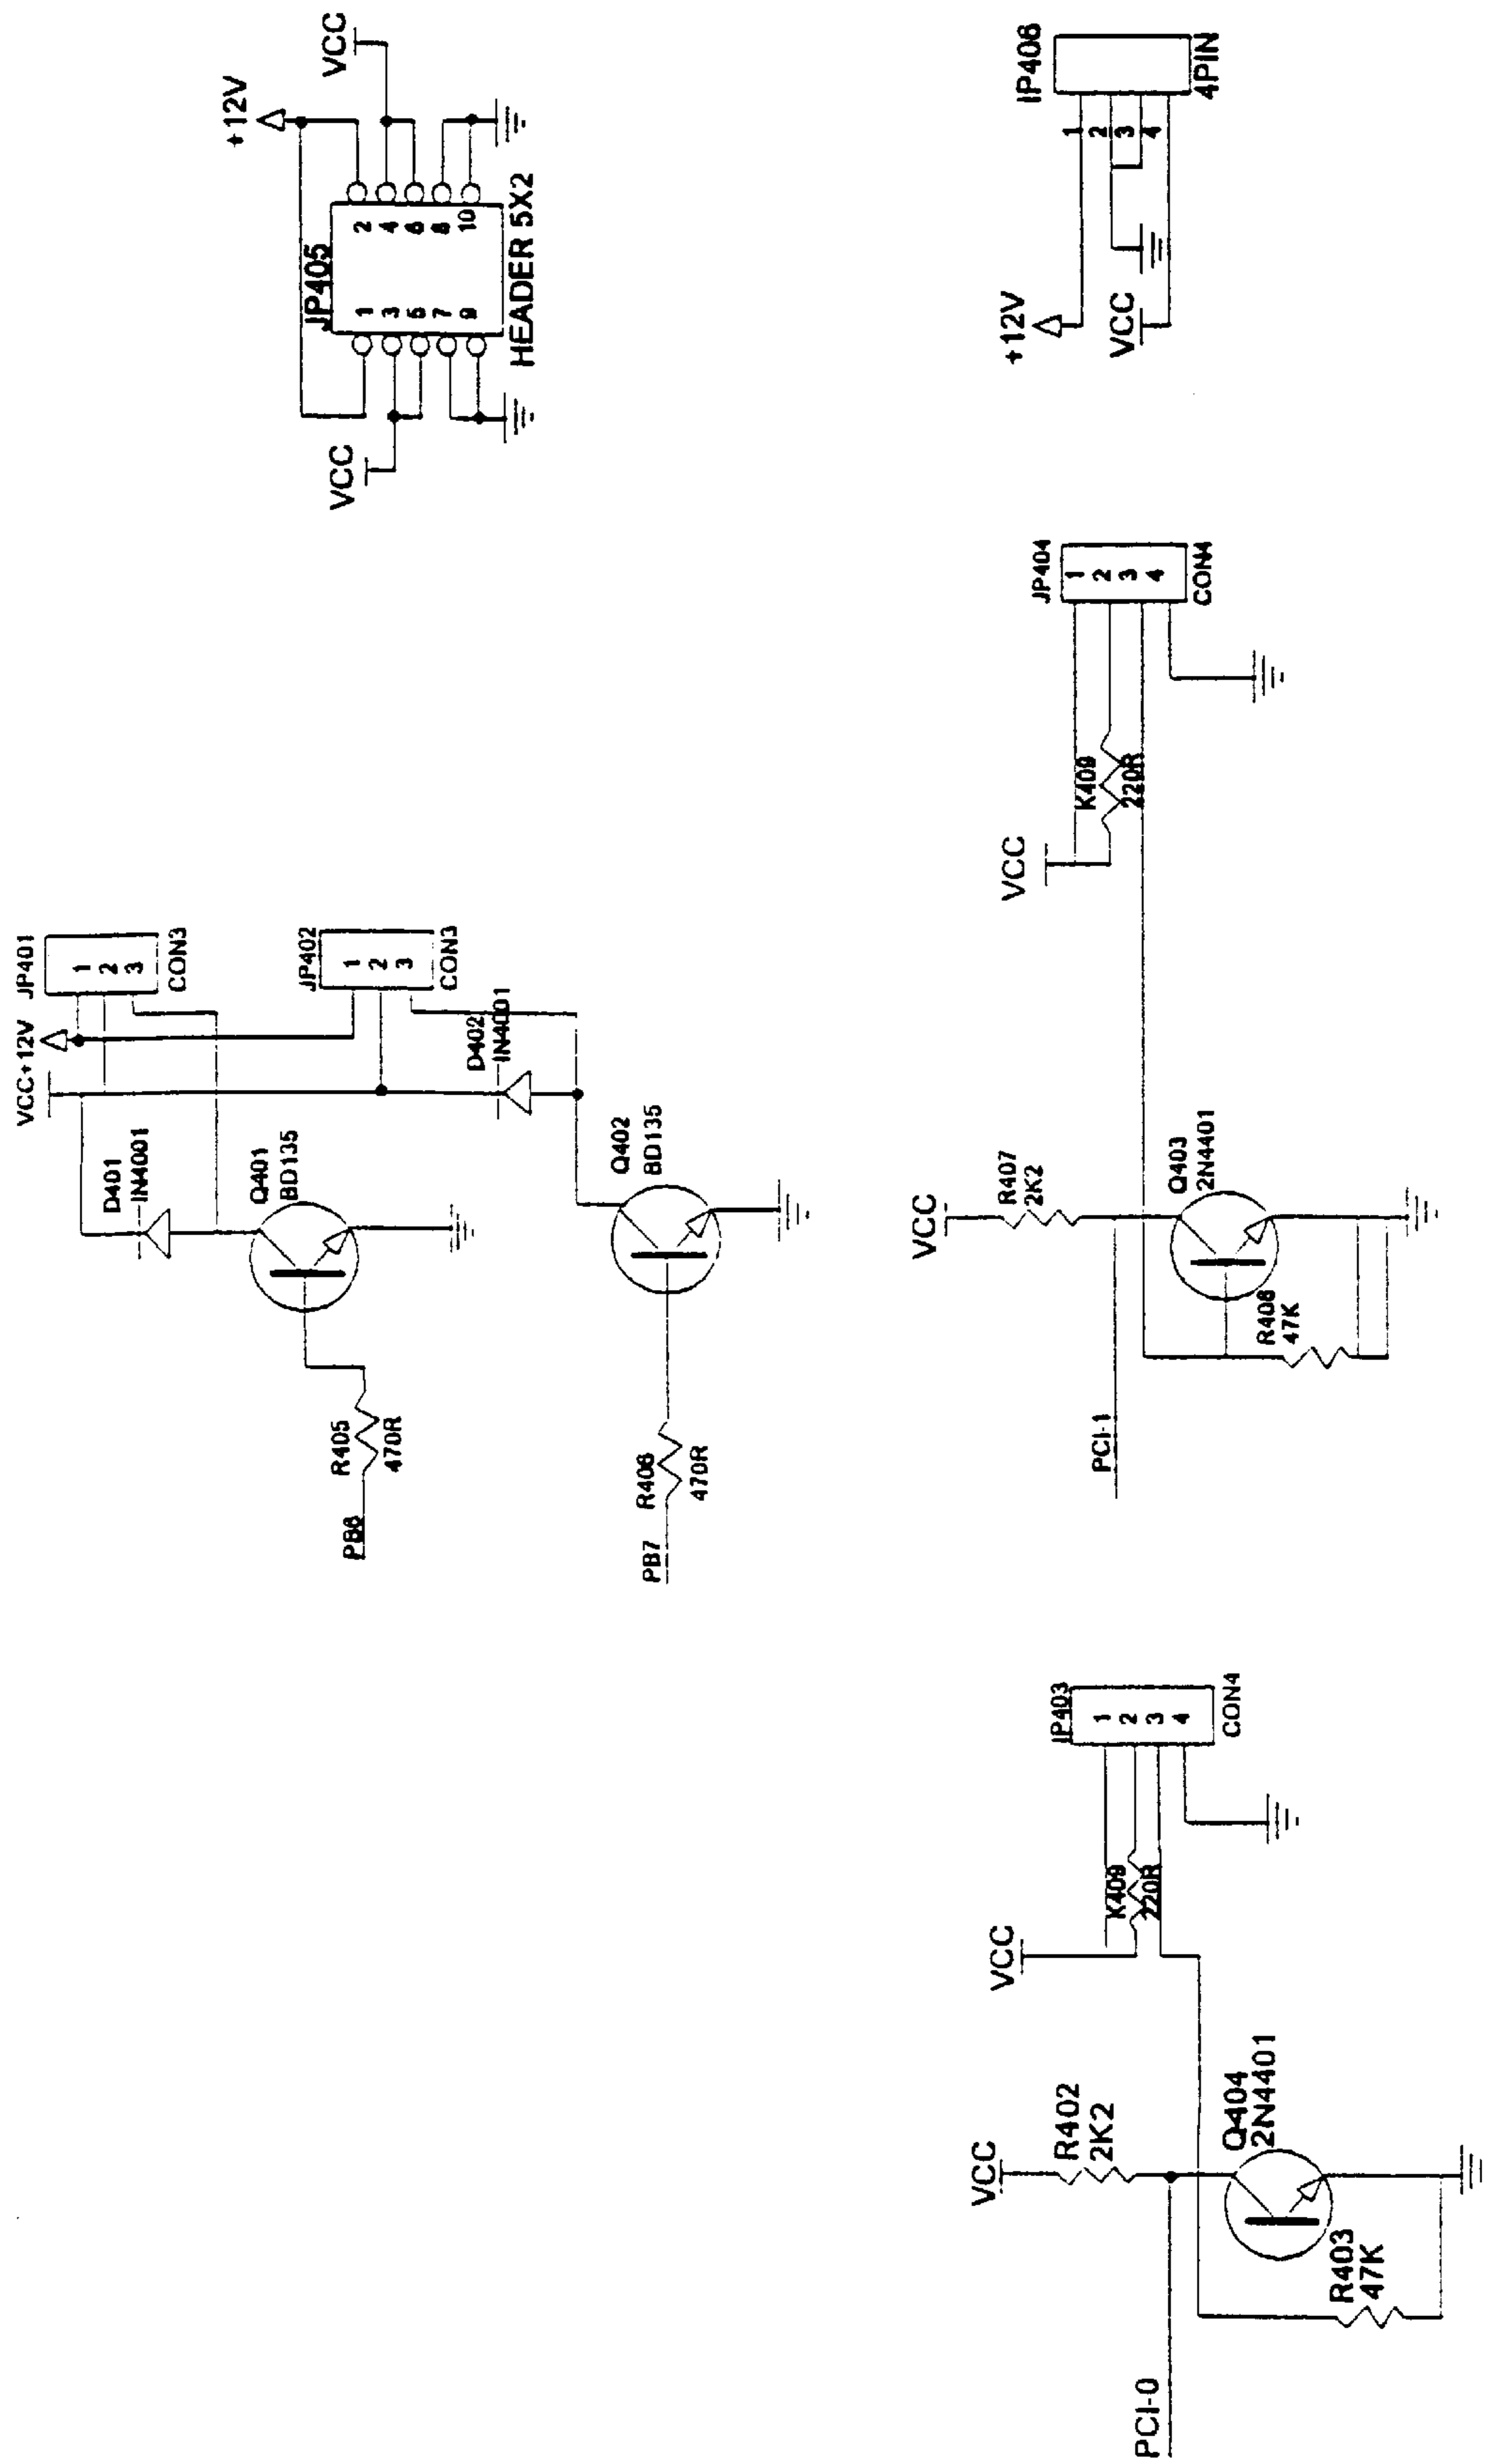 +12V
VCC
JP405
2
4
6
8
10
1
3
5
7
9
HEADER 5X2
VCC
IP406
1
2
3
4
4PIN
+12V
VCC
VCC+12V
JP401
1
2
3
CON3
JP402
1
2
3
CON3
D401
IN4001
D402
IN4001
Q401
BD135
Q402
BD135
R405
470R
PB6
R406
470R
PB7
JP404
1
2
3
4
CON4
VCC
K409
220R
VCC
R407
2K2
Q403
2N4401
R408
47K
PCI-1
IP403
1
2
3
4
CON4
VCC
K409
220R
VCC
R402
2K2
Q404
2N4401
R403
47K
PCI-0